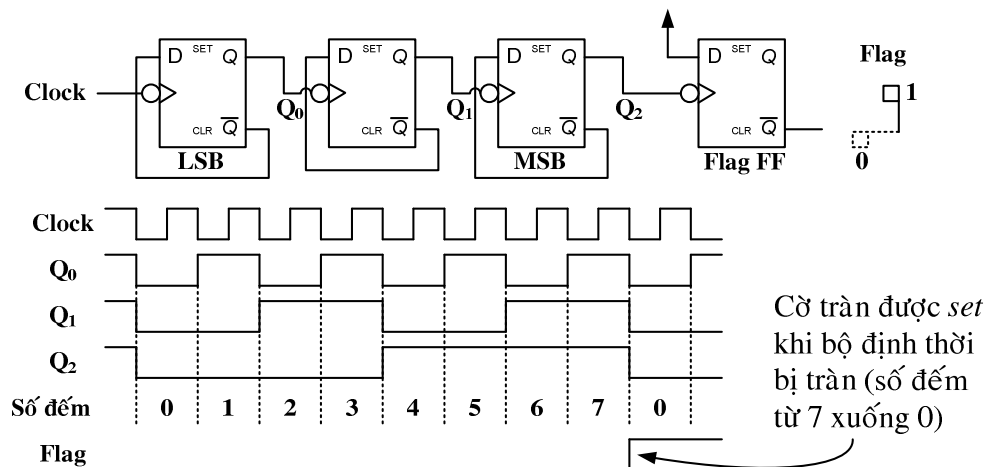 SET SET SET SET
D Q D Q D Q D Q
Flag
Clock
1
Q0 Q1 Q2
CLR Q CLR Q CLR Q CLR Q
LSB MSB Flag FF
0
Clock
Q0
Q1
Q2
Số đếm 0 1 2 3 4 5 6 7 0
Flag
Cờ tràn được set
khi bộ định thời
bị tràn (số đếm
từ 7 xuống 0)